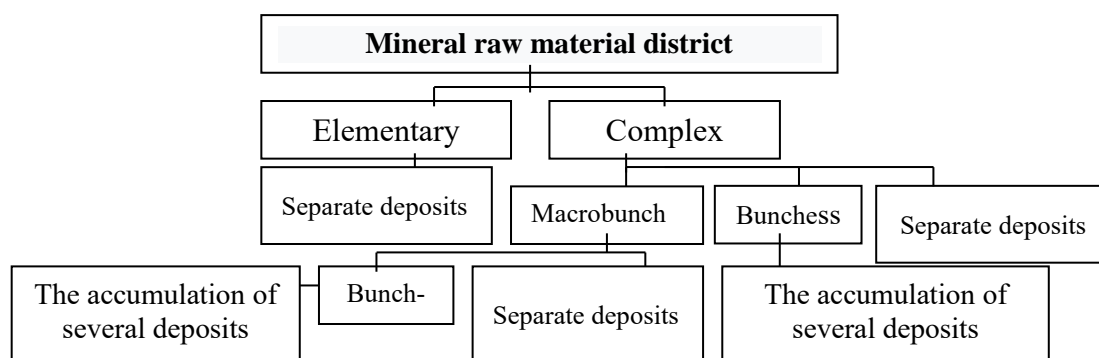 Mineral raw material district
Elementary
Complex
Separate deposits
Macrobunch
Bunchess
Separate deposits
The accumulation of
several deposits
Bunch-
Separate deposits
The accumulation of
several deposits